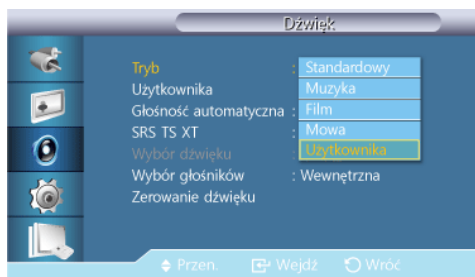 Dźwięk
Tryb : Standardowy
Użytkownika Muzyka
Głośność automatyczna : Film
SRS TS XT : Mowa
Wybór dźwięku : Użytkownika
Wybór głośników : Wewnętrzna
Zerowanie dźwięku
Przen. Wejdź Wróć